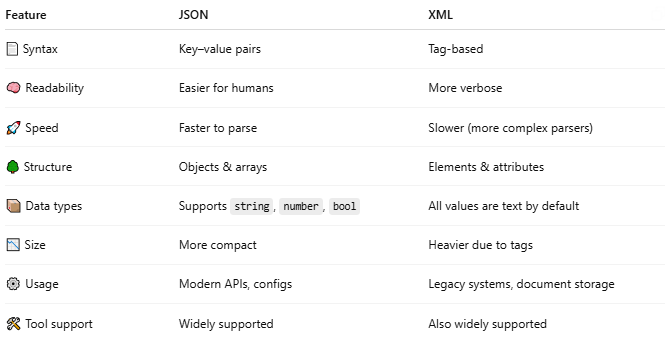 Feature JSON XML
Syntax Key–value pairs Tag-based
Readability Easier for humans More verbose
Speed Faster to parse Slower (more complex parsers)
Structure Objects & arrays Elements & attributes
Data types Supports string, number, bool All values are text by default
Size More compact Heavier due to tags
Usage Modern APIs, configs Legacy systems, document storage
Tool support Widely supported Also widely supported